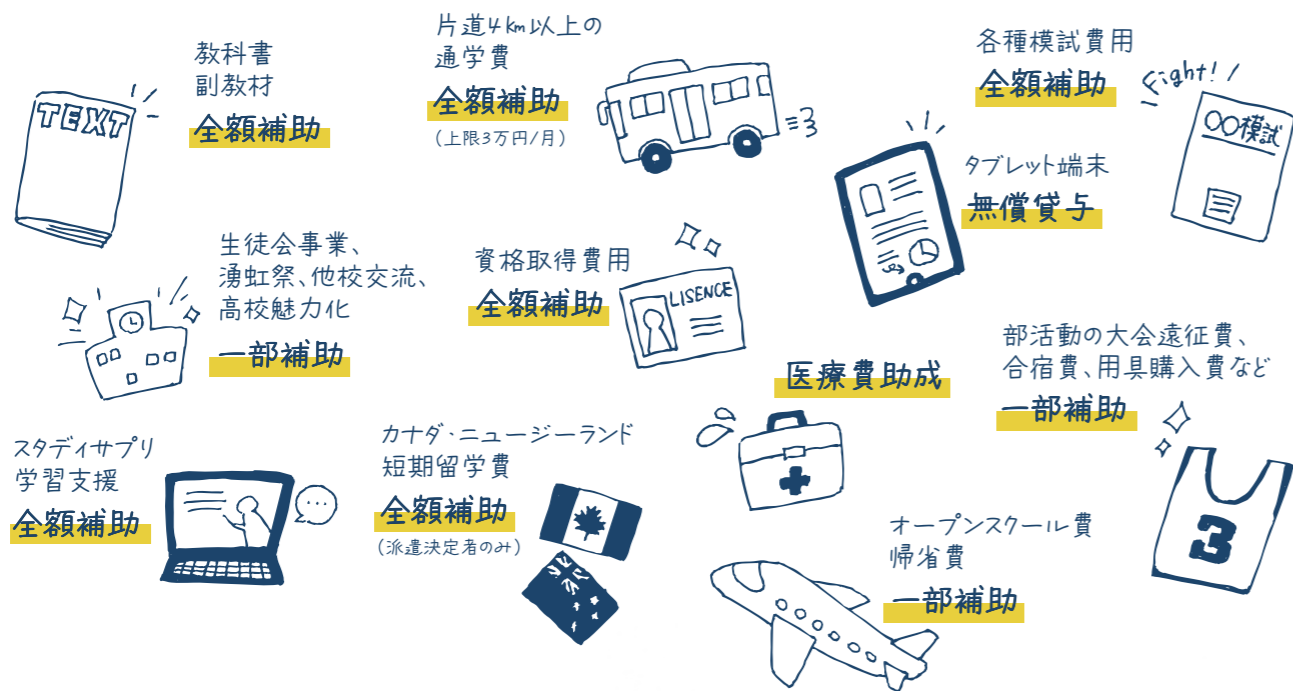 教科書
副教材
全額補助
TEXT
片道4km以上の
通学費
全額補助
(上限3万円/月)
各種模試費用
全額補助
Fight!
〇〇模試
タブレット端末
無償貸与
生徒会事業、
湧虹祭、他校交流、
高校魅力化
一部補助
資格取得費用
全額補助
LISENCE
医療費助成
部活動の大会遠征費、
合宿費、用具購入費など
一部補助
3
スタディサプリ
学習支援
全額補助
カナダ・ニュージーランド
短期留学費
全額補助
(派遣決定者のみ)
オープンスクール費
帰省費
一部補助